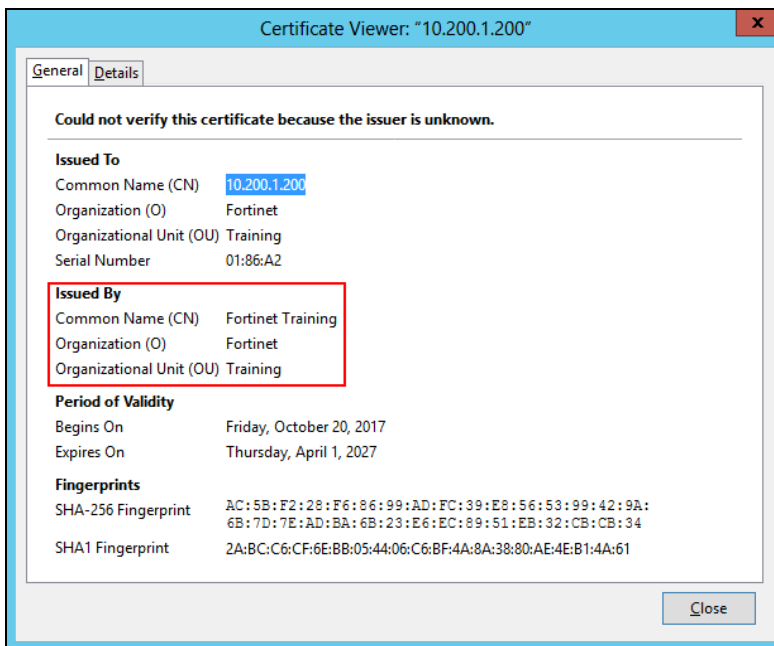 Certificate Viewer: “10.200.1.200”
x
General Details
Could not verify this certificate because the issuer is unknown.
Issued To
Common Name (CN) 10.200.1.200
Organization (O) Fortinet
Organizational Unit (OU) Training
Serial Number 01:86:A2
Issued By
Common Name (CN) Fortinet Training
Organization (O) Fortinet
Organizational Unit (OU) Training
Period of Validity
Begins On Friday, October 20, 2017
Expires On Thursday, April 1, 2027
Fingerprints
SHA-256 Fingerprint AC:5B:F2:28:F6:86:99:AD:FC:39:E8:56:53:99:42:9A:
6B:7D:7E:AD:BA:6B:23:E6:EC:89:51:EB:32:CB:CB:34
SHA1 Fingerprint 2A:BC:C6:CF:6E:BB:05:44:06:C6:BF:4A:8A:38:80:AE:4E:B1:4A:61
Close